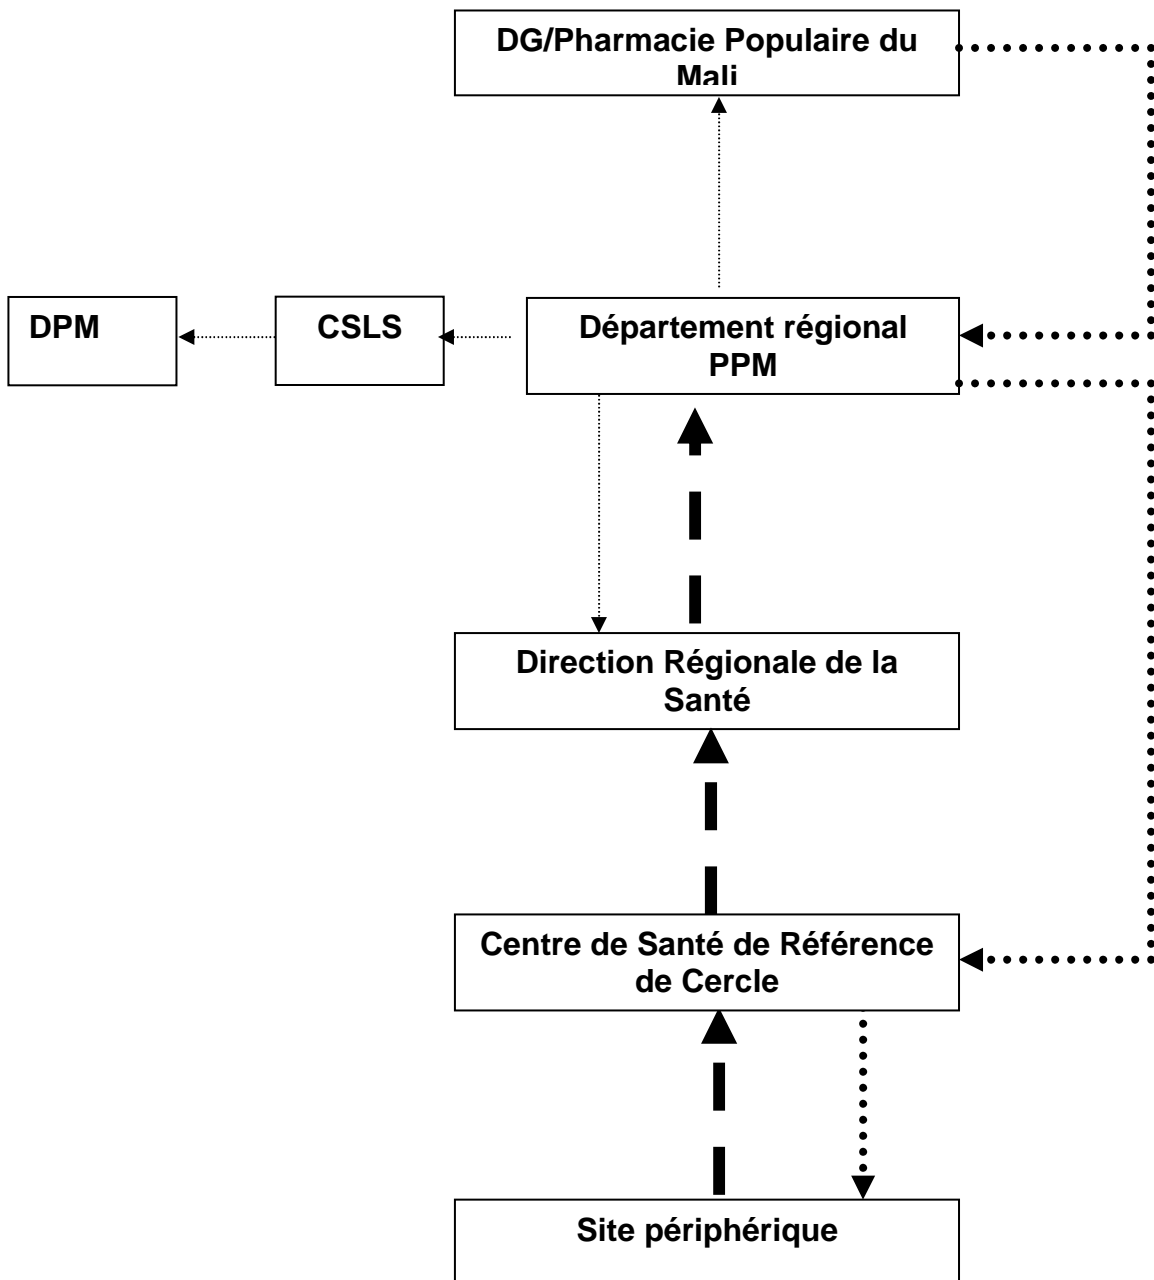 DG/Pharmacie Populaire du
Mali
DPM
CSLS
Département régional
PPM
Direction Régionale de la
Santé
Centre de Santé de Référence
de Cercle
Site périphérique